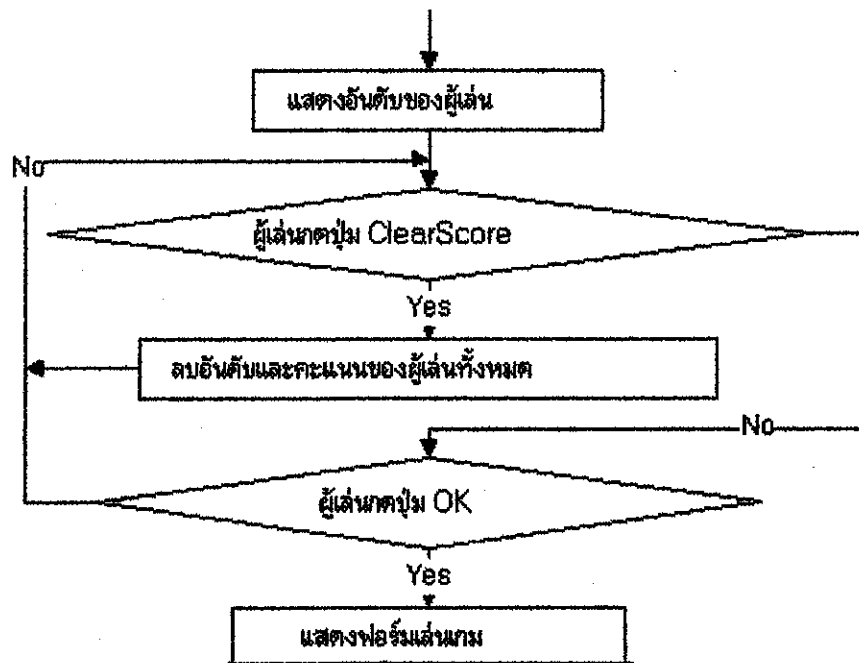 แสดงอันดับของผู้เล่น
No
ผู้เล่นกดปุ่ม ClearScore
Yes
ลบอันดับและคะแนนของผู้เล่นทั้งหมด
No
ผู้เล่นกดปุ่ม OK
Yes
แสดงฟอร์มเล่นเกม